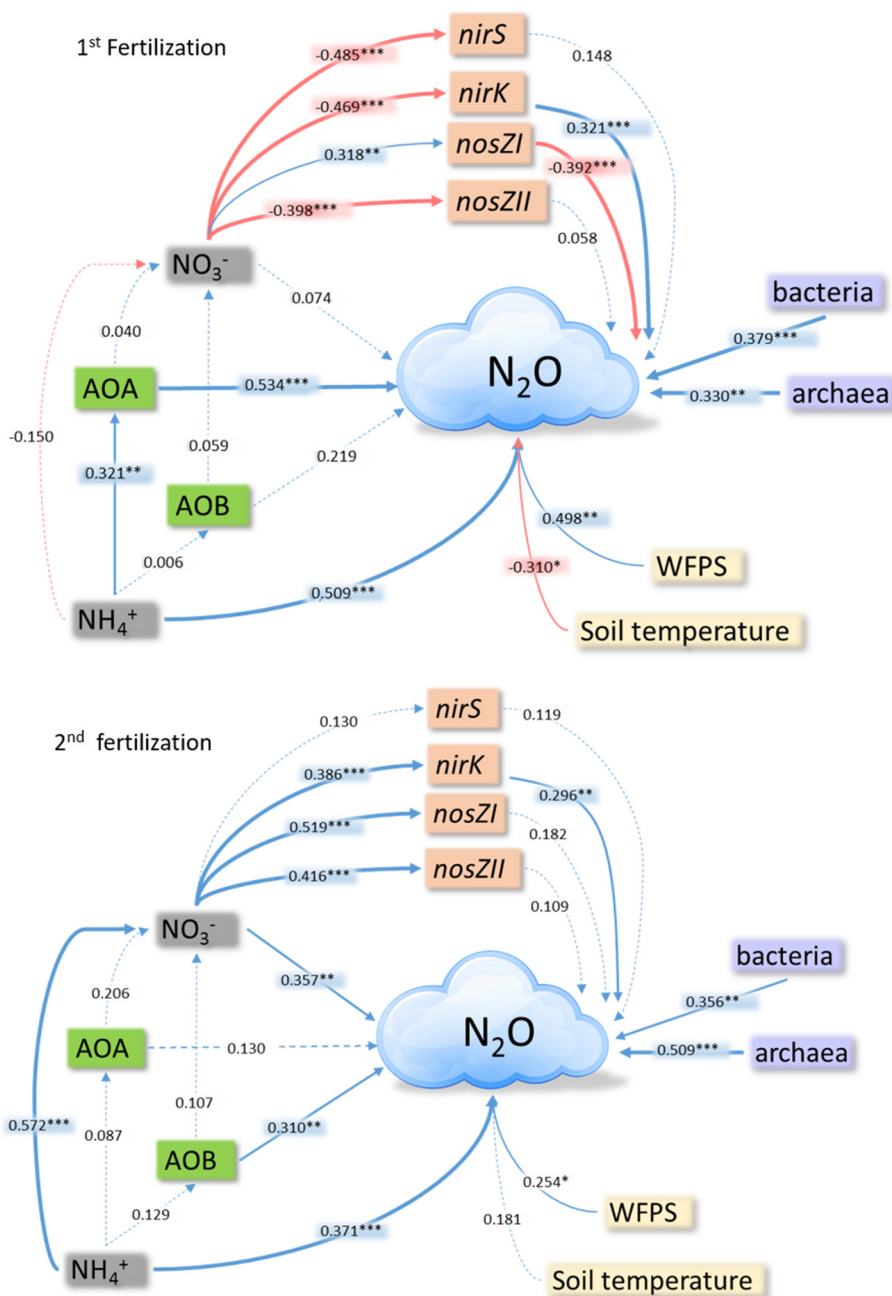 1st Fertilization
nirS
-0.485***
0.148
nirK
-0.469***
0.321***
0.318**
nosZI
-0.392***
nosZII
-0.398***
0.058
NO₃⁻
0.074
bacteria
0.040
0.379***
N₂O
AOA
0.534***
archaea
0.330**
-0.150
0.059
0.219
0.321**
AOB
0.498**
0.006
-0.310*
WFPS
0.509***
NH₄⁺
Soil temperature
2nd fertilization
nirS
0.130
0.119
nirK
0.386***
0.296**
nosZI
0.519***
0.182
nosZII
0.416***
0.109
NO₃⁻
bacteria
0.357**
0.206
0.356**
N₂O
AOA
0.130
0.509***
archaea
0.107
0.572***
0.087
0.310**
AOB
0.254*
0.129
0.181
WFPS
0.371***
NH₄⁺
Soil temperature